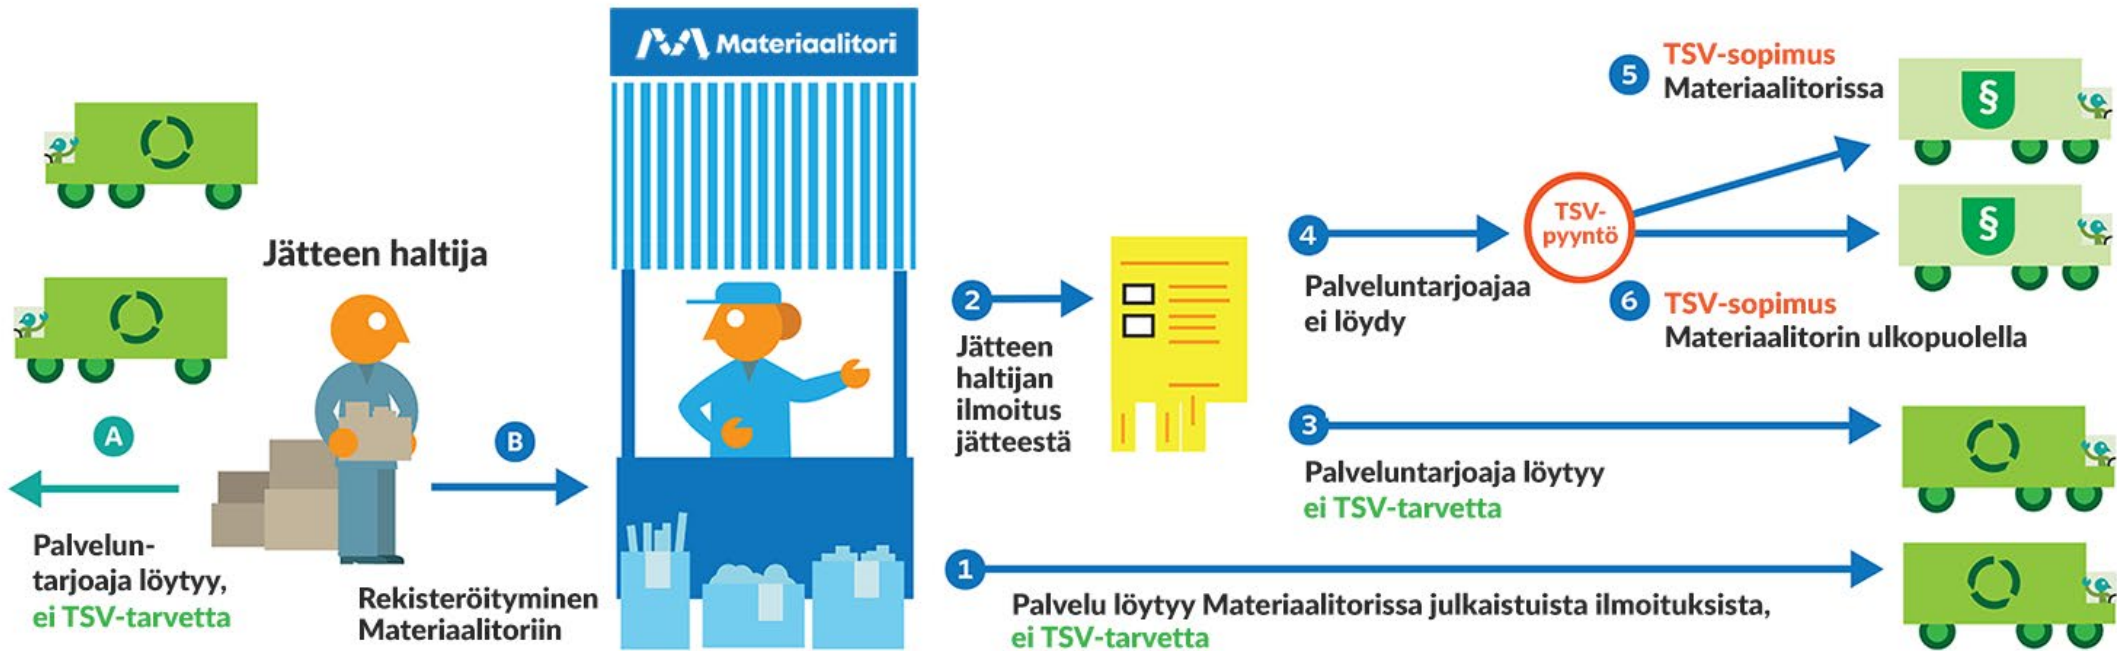 Materiaalitori
Jätteen haltija
A
Palvelun-
tarjoaja löytyy,
ei TSV-tarvetta
B
Rekisteröityminen
Materiaalitoriin
1
Palvelu löytyy Materiaalitorissa julkaistuista ilmoituksista,
ei TSV-tarvetta
2
Jätteen
haltijan
ilmoitus
jätteestä
3
Palveluntarjoaja löytyy
ei TSV-tarvetta
4
Palveluntarjoajaa
ei löydy
TSV-
pyyntö
5
TSV-sopimus
Materiaalitorissa
§
6
TSV-sopimus
Materiaalitorin ulkopuolella
§